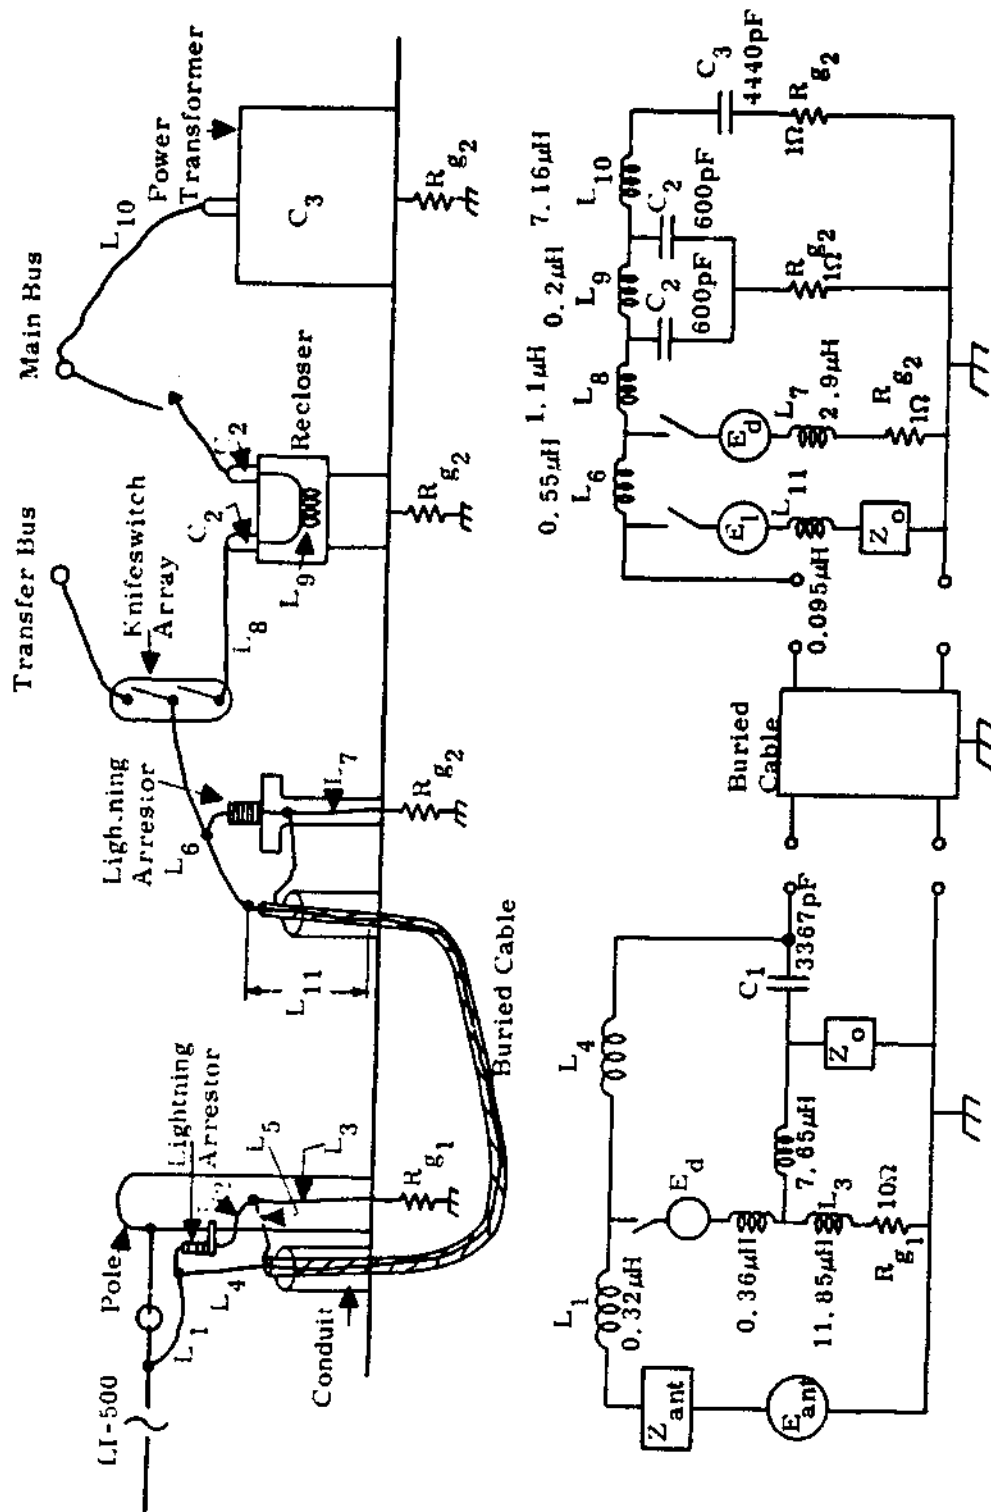 LI-500
Pole
L1
Lightning
Arrestor
L4
L5
L3
Rg1
Conduit
Buried Cable
L11
Lightning
Arrestor
L6
L7
Rg2
Transfer Bus
Knifeswitch
Array
L8
C2
C2
L9
Recloser
Rg2
Main Bus
L10
Power
Transformer
C3
Rg2
Zant
Eant
L1
0.32μH
Ed
0.36μH
11.85μH
L3
Rg1
10Ω
L4
7.65μH
Zo
C1
3367pF
Buried
Cable
0.095μH
0.55μH
L6
E1
L11
Zo
1.1μH
L8
Ed
L7
2.9μH
Rg2
1Ω
0.2μH
L9
C2
600pF
C2
600pF
Rg2
1Ω
7.16μH
L10
C3
4440pF
Rg2
1Ω